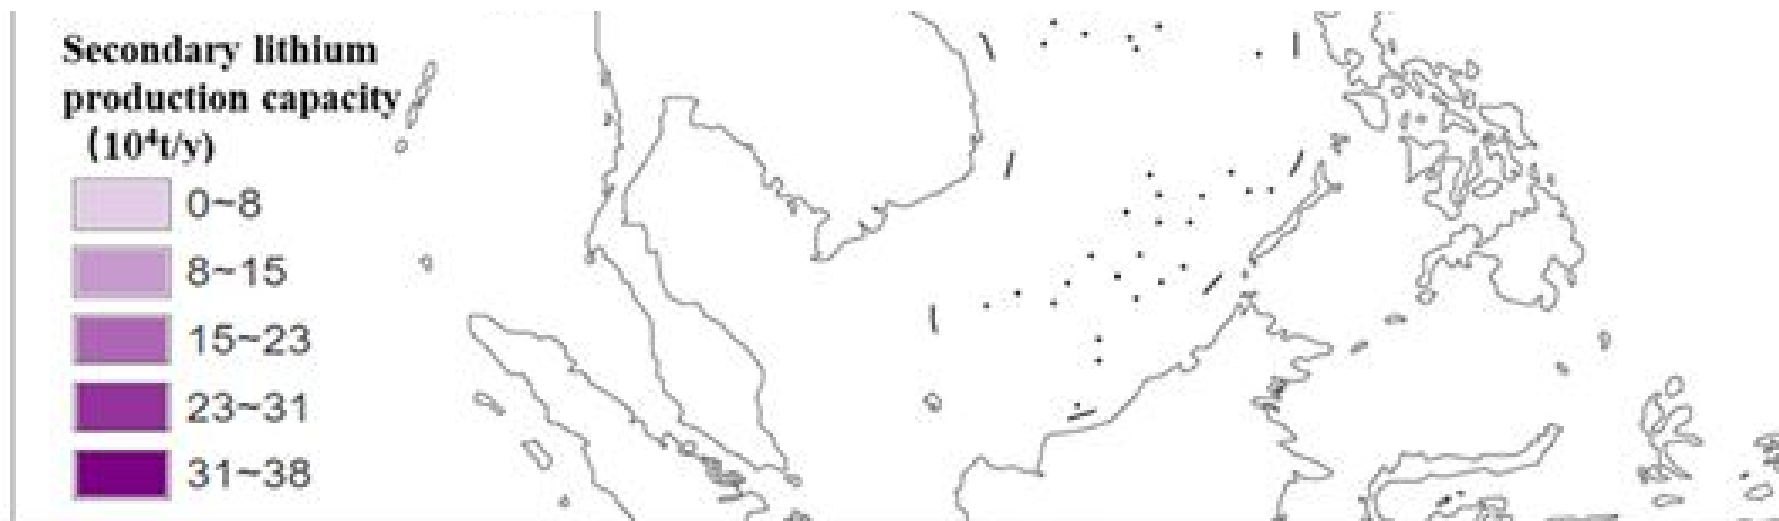 Secondary lithium
production capacity
(10⁴t/y)
0~8
8~15
15~23
23~31
31~38